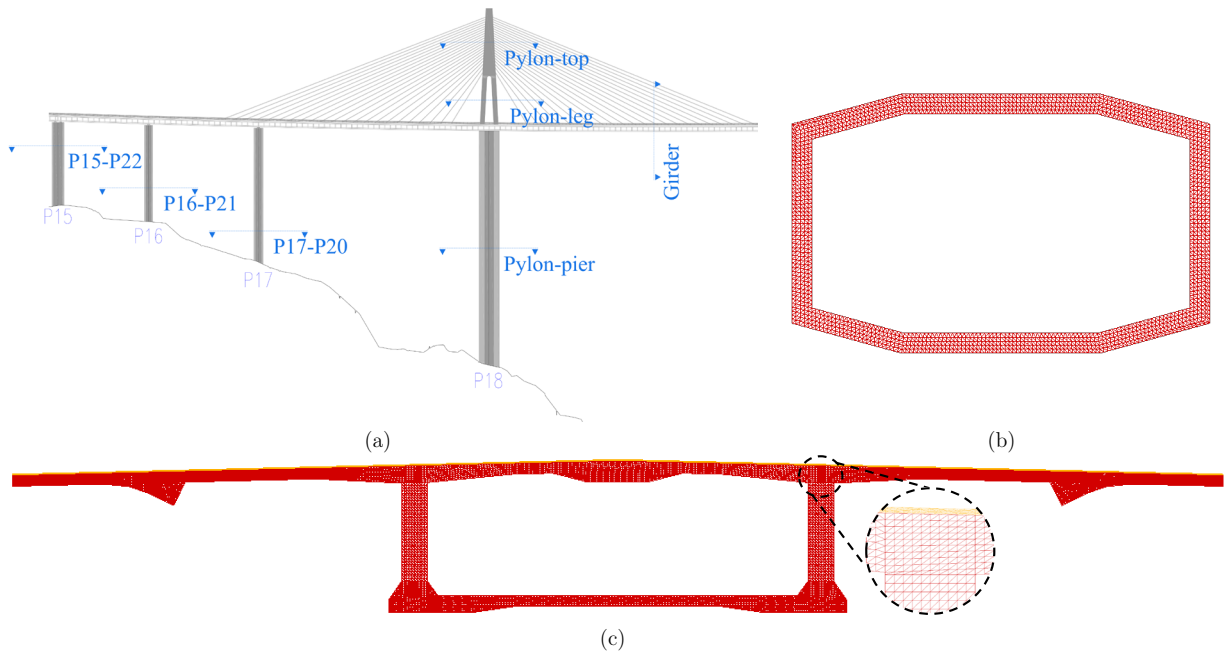 Pylon-top
Pylon-leg
Girder
P15-P22
P16-P21
P15
P16
P17-P20
P17
Pylon-pier
P18
(a)
(b)
(c)